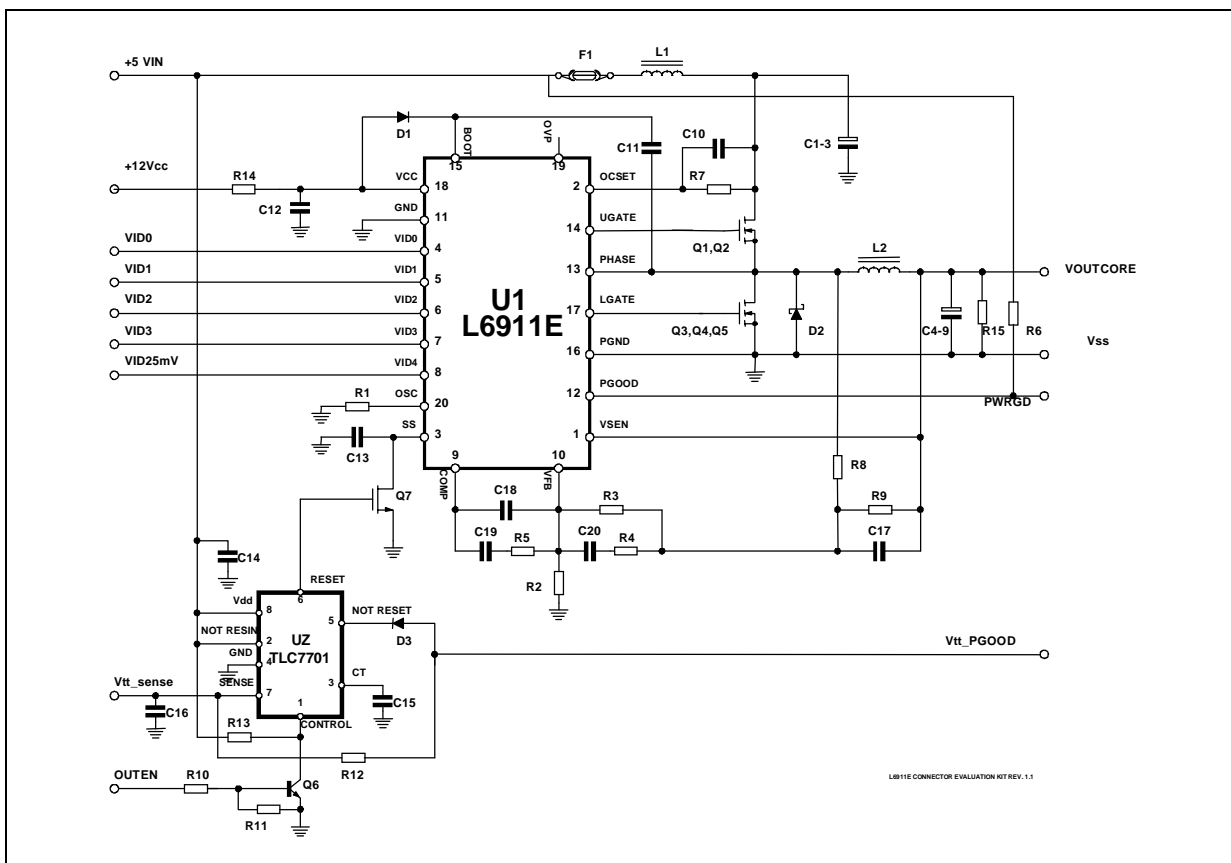 F1
L1
+5 VIN
D1
BOOT
15
OVP
19
C11
C10
C1-3
+12Vcc
R14
C12
VCC
18
2
OCSET
R7
GND
11
14
UGATE
Q1,Q2
VID0
VID0
4
13
PHASE
L2
VOUTCORE
VID1
VID1
5
U1
L6911E
VID2
VID2
6
17
LGATE
Q3,Q4,Q5
D2
C4-9
R15
R6
VID3
VID3
7
16
PGND
Vss
VID25mV
VID4
8
12
PGOOD
PWRGD
R1
OSC
20
C13
SS
3
1
VSEN
9
COMP
10
VFB
Q7
C18
R3
R8
R9
C19
R5
C20
R4
C17
R2
C14
RESET
6
Vdd
8
5
NOT RESET
D3
NOT RESIN
2
UZ
TLC7701
Vtt_PGOOD
GND
4
CT
3
C15
Vtt_sense
SENSE
7
1
CONTROL
C16
R13
R12
OUTEN
R10
Q6
R11
L6911E CONNECTOR EVALUATION KIT REV. 1.1